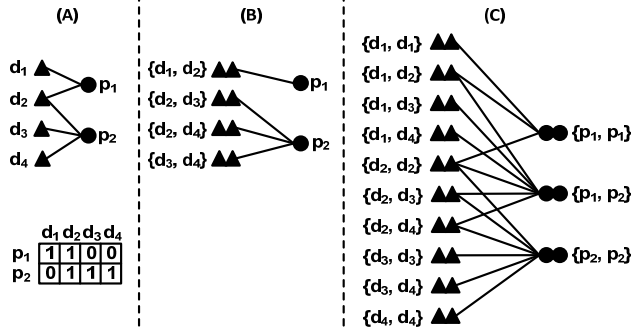 (A)
d1
d2
d3
d4
p1
p2
d1 d2 d3 d4
p1 1 1 0 0
p2 0 1 1 1
(B)
{d1, d2}
{d2, d3}
{d2, d4}
{d3, d4}
p1
p2
(C)
{d1, d1}
{d1, d2}
{d1, d3}
{d1, d4}
{d2, d2}
{d2, d3}
{d2, d4}
{d3, d3}
{d3, d4}
{d4, d4}
{p1, p1}
{p1, p2}
{p2, p2}